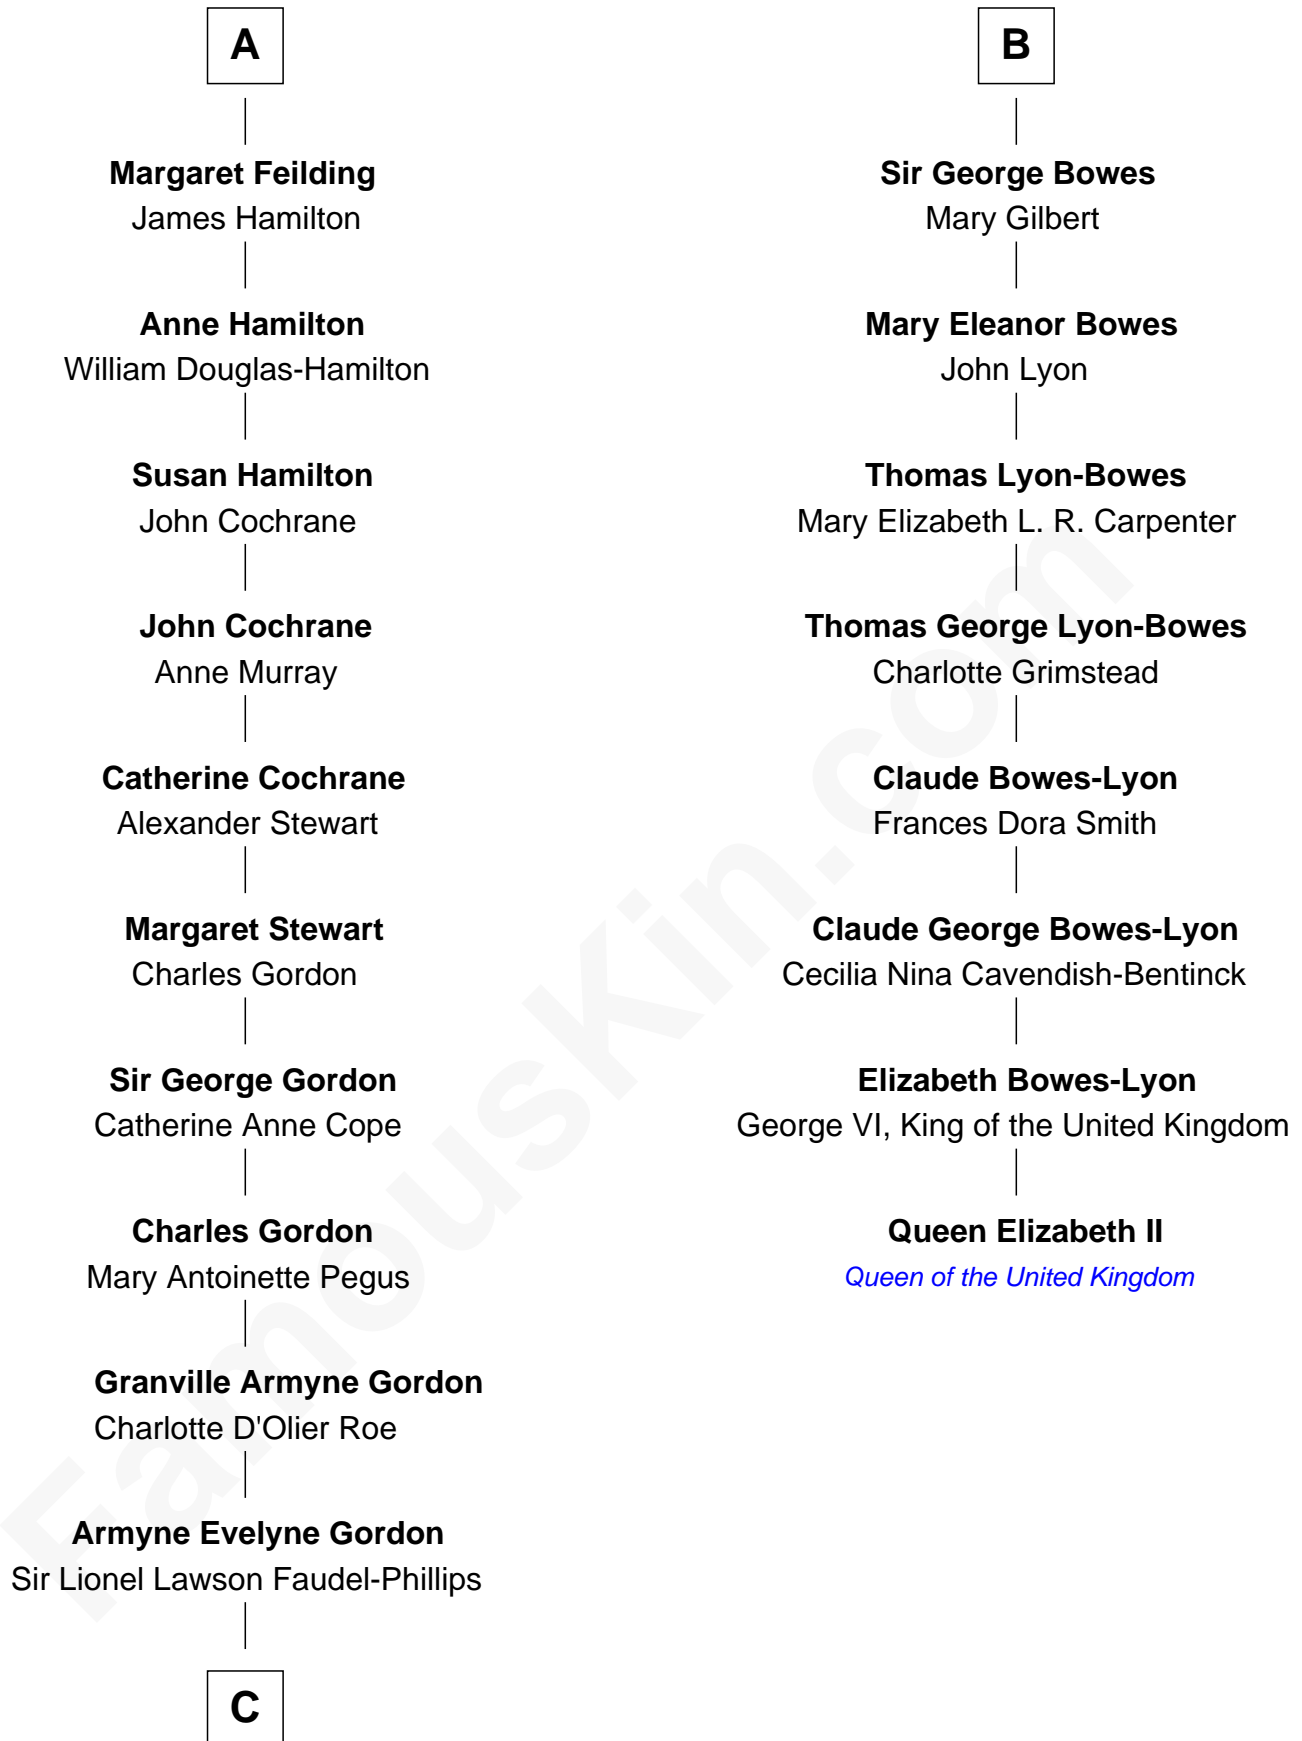 A
Margaret Feilding
James Hamilton
Anne Hamilton
William Douglas-Hamilton
Susan Hamilton
John Cochrane
John Cochrane
Anne Murray
Catherine Cochrane
Alexander Stewart
Margaret Stewart
Charles Gordon
Sir George Gordon
Catherine Anne Cope
Charles Gordon
Mary Antoinette Pegus
Granville Armyne Gordon
Charlotte D'Olier Roe
Armyne Evelyne Gordon
Sir Lionel Lawson Faudel-Phillips
C
B
Sir George Bowes
Mary Gilbert
Mary Eleanor Bowes
John Lyon
Thomas Lyon-Bowes
Mary Elizabeth L. R. Carpenter
Thomas George Lyon-Bowes
Charlotte Grimstead
Claude Bowes-Lyon
Frances Dora Smith
Claude George Bowes-Lyon
Cecilia Nina Cavendish-Bentinck
Elizabeth Bowes-Lyon
George VI, King of the United Kingdom
Queen Elizabeth II
Queen of the United Kingdom
FamousKin.com